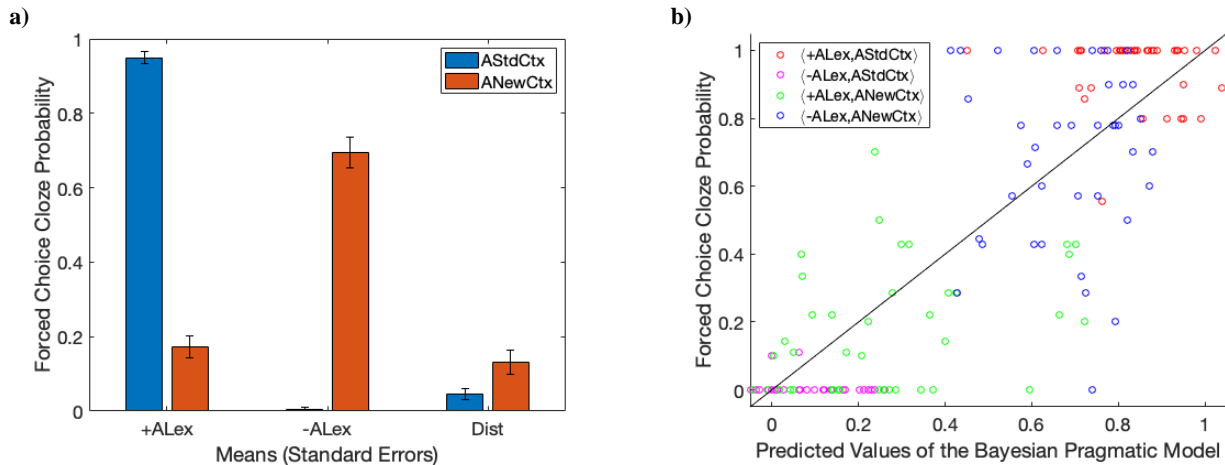 a)
Forced Choice Cloze Probability
1
0.8
0.6
0.4
0.2
0
AStdCtx
ANewCtx
+ALex
-ALex
Dist
Means (Standard Errors)
b)
Forced Choice Cloze Probability
1
0.8
0.6
0.4
0.2
0
⟨+ALex,AStdCtx⟩
⟨-ALex,AStdCtx⟩
⟨+ALex,ANewCtx⟩
⟨-ALex,ANewCtx⟩
0 0.2 0.4 0.6 0.8 1
Predicted Values of the Bayesian Pragmatic Model